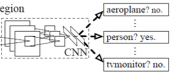 egion
aeroplane? no.
⋮
person? yes.
CNN
⋮
tvmonitor? no.